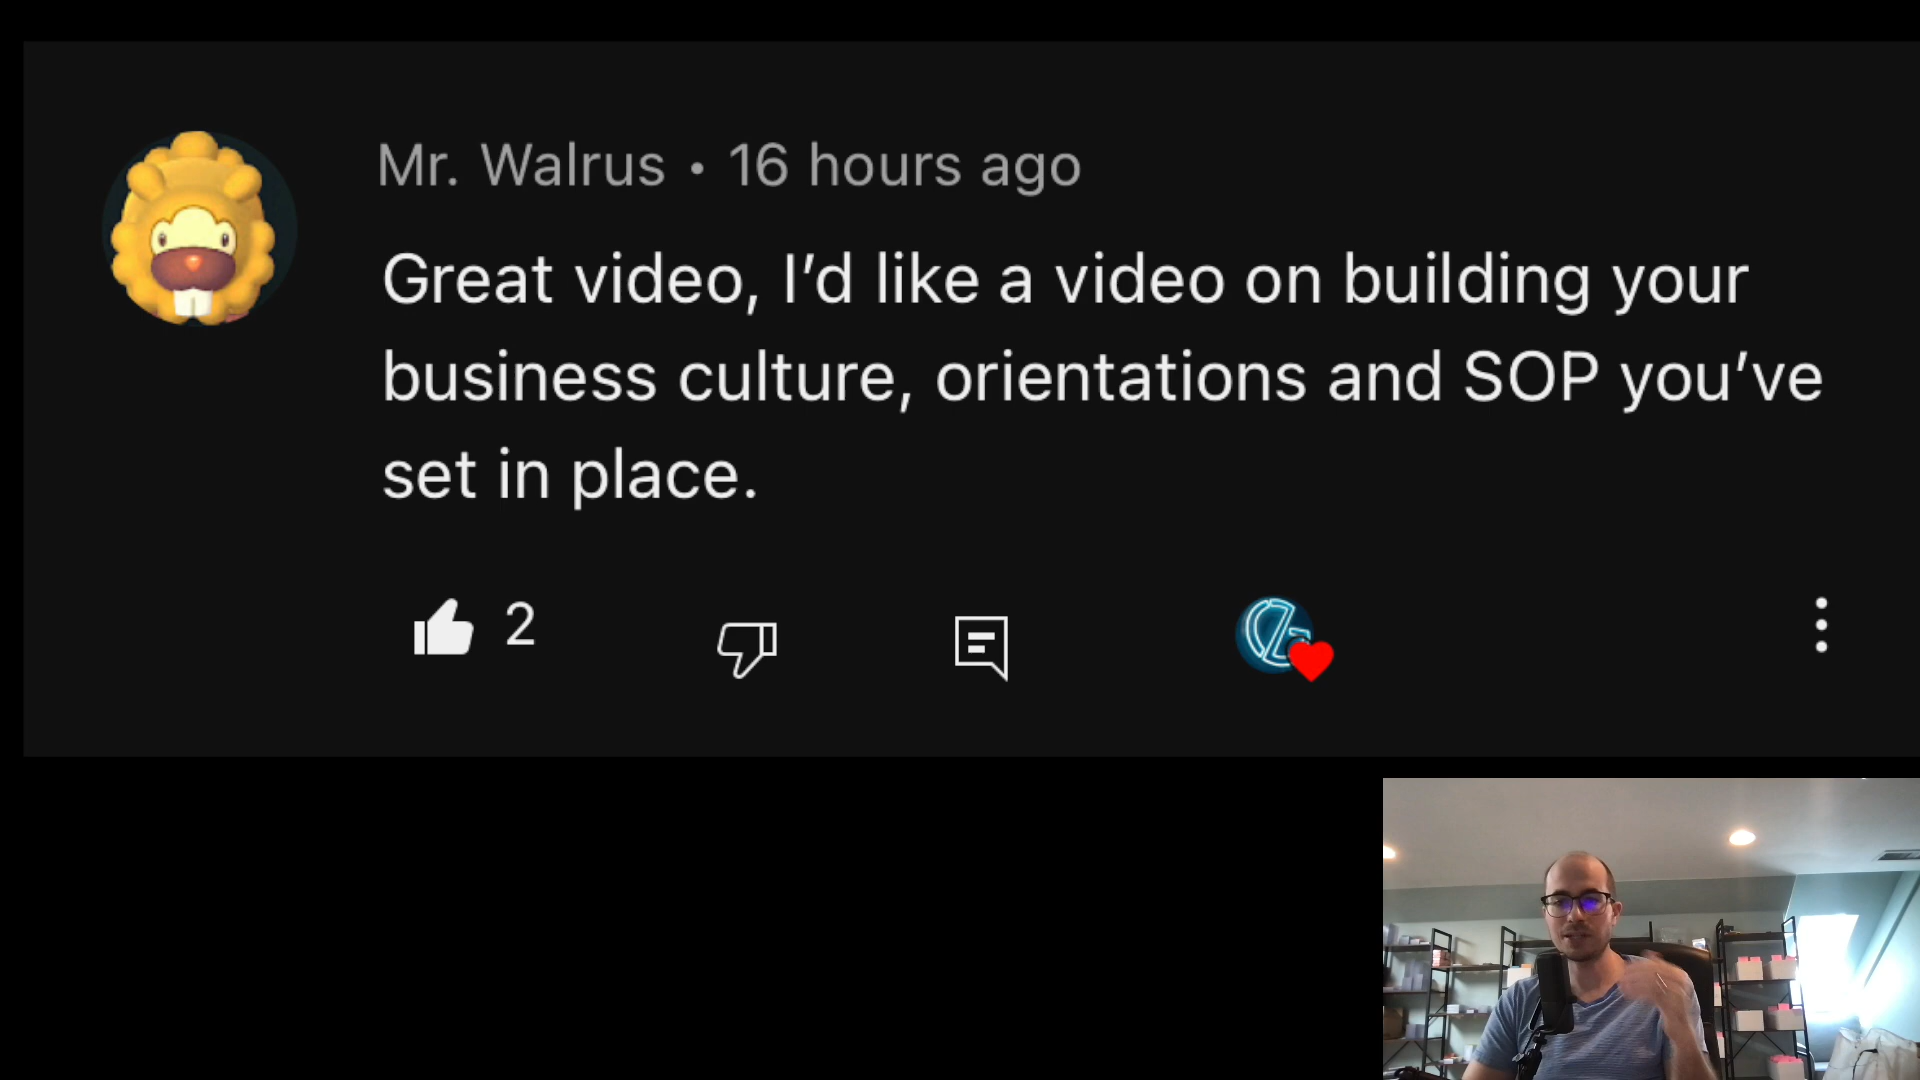 Mr. Walrus • 16 hours ago
Great video, I’d like a video on building your
business culture, orientations and SOP you’ve
set in place.
2